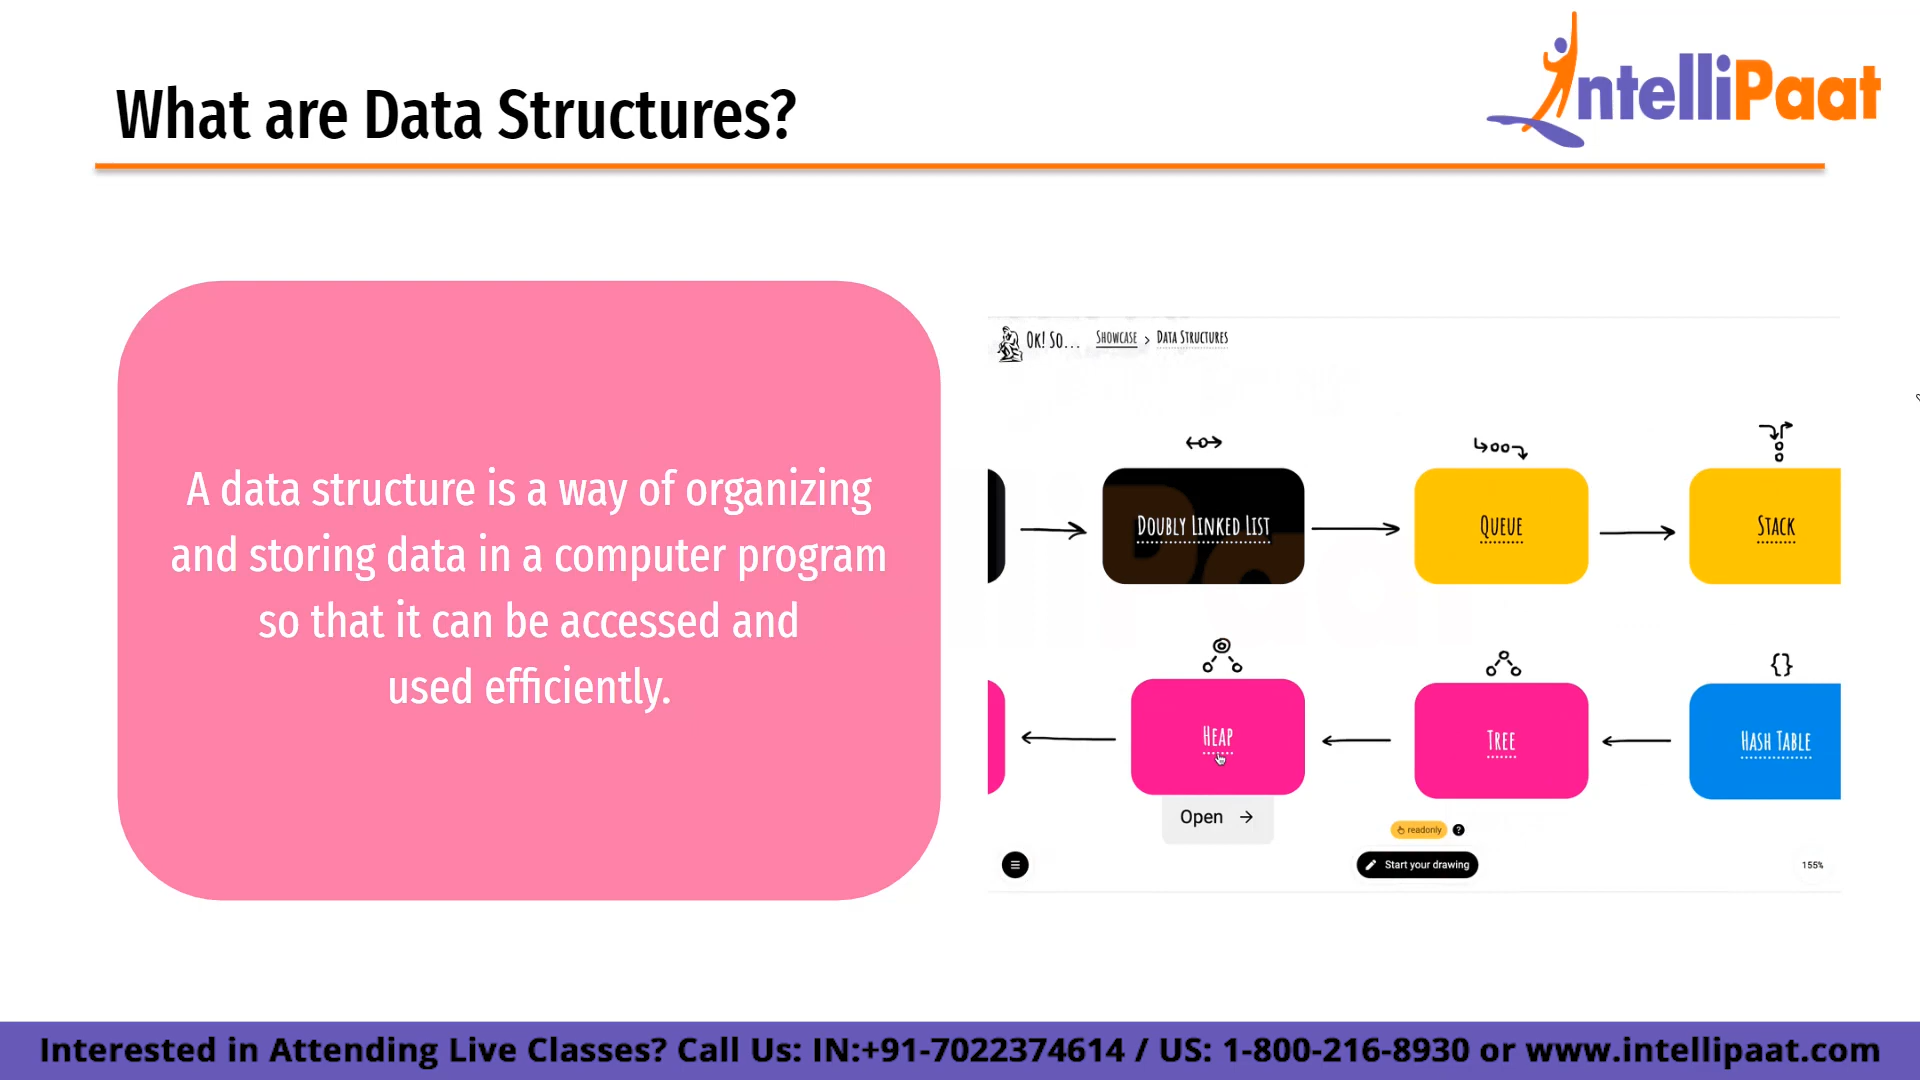 What are Data Structures?
IntelliPaat
A data structure is a way of organizing
and storing data in a computer program
so that it can be accessed and
used efficiently.
OK! SO... SHOWCASE > DATA STRUCTURES
DOUBLY LINKED LIST
QUEUE
STACK
{}
HEAP
TREE
HASH TABLE
Open →
readonly ?
Start your drawing
155%
Interested in Attending Live Classes? Call Us: IN:+91-7022374614 / US: 1-800-216-8930 or www.intellipaat.com